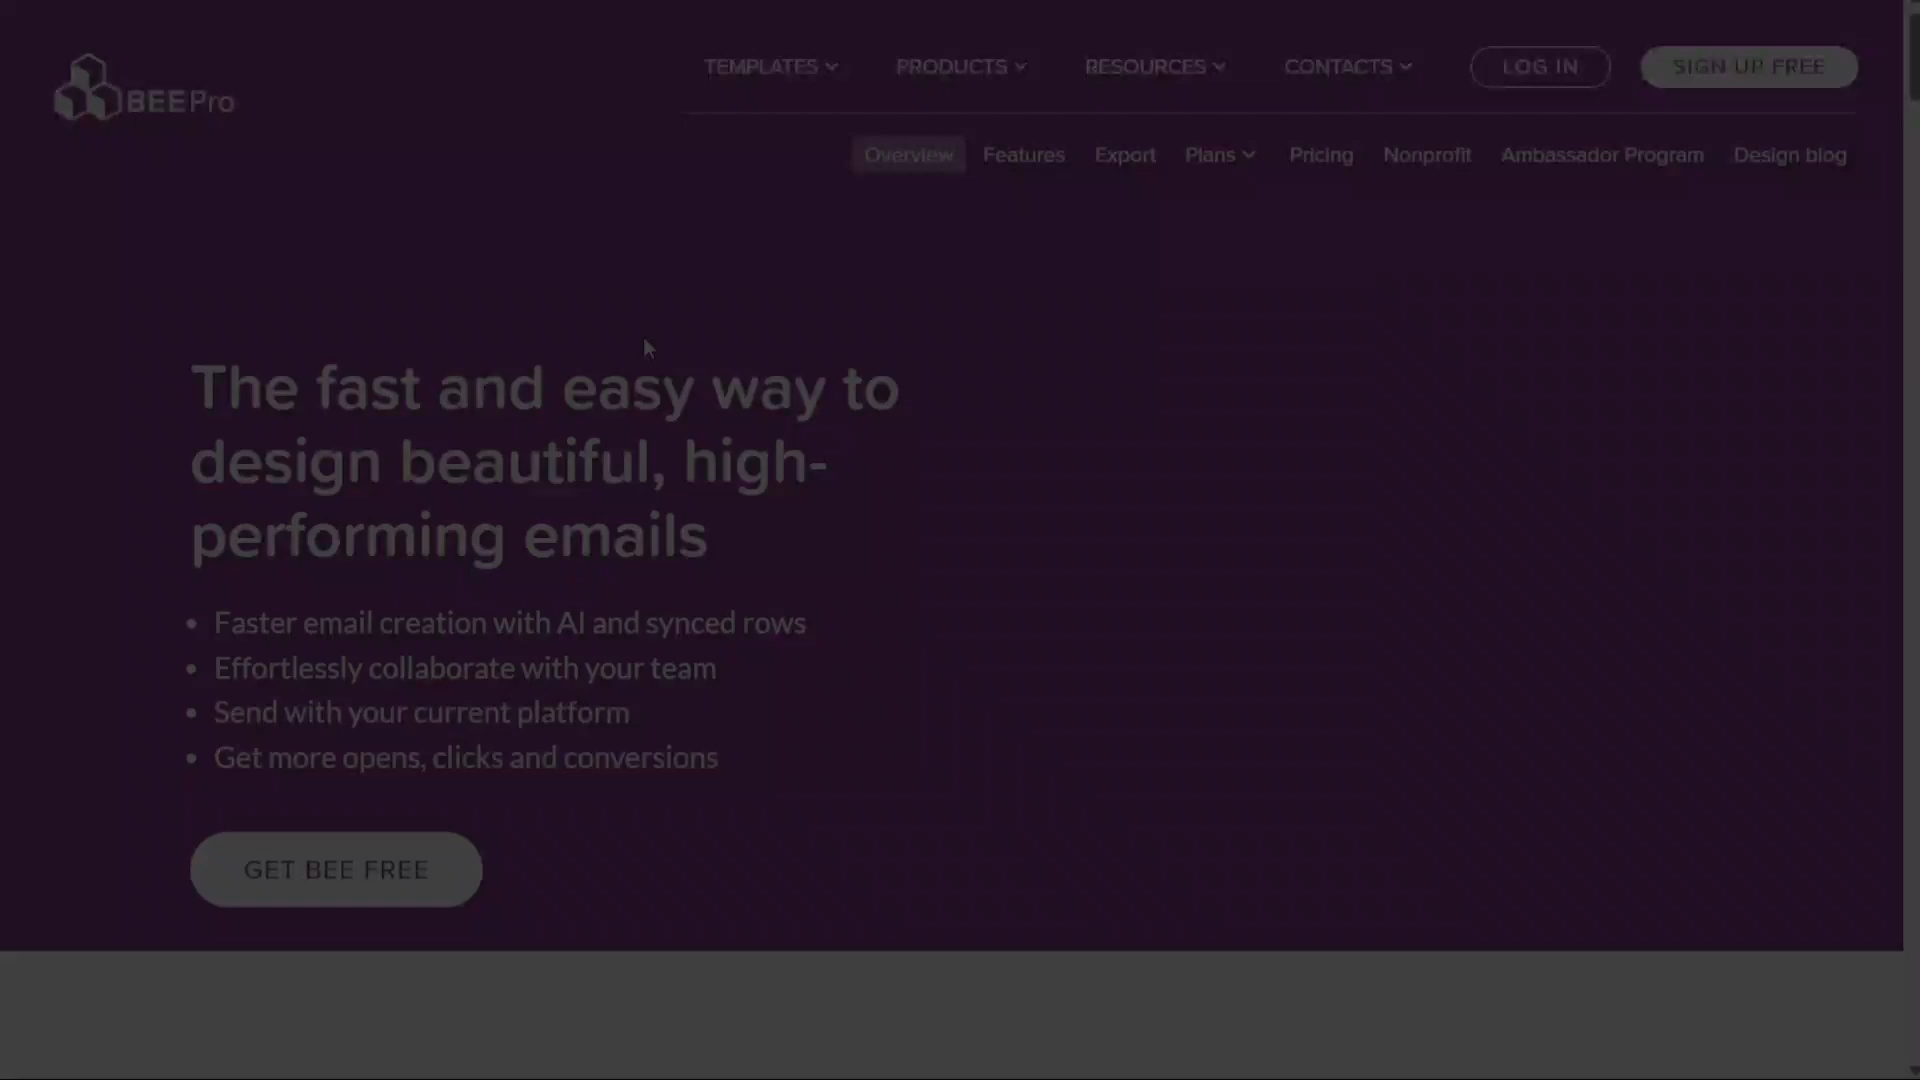 BEEPro
TEMPLATES
PRODUCTS
RESOURCES
CONTACTS
LOG IN
SIGN UP FREE
Overview
Features
Export
Plans
Pricing
Nonprofit
Ambassador Program
Design blog
The fast and easy way to
design beautiful, high-
performing emails
• Faster email creation with AI and synced rows
• Effortlessly collaborate with your team
• Send with your current platform
• Get more opens, clicks and conversions
GET BEE FREE